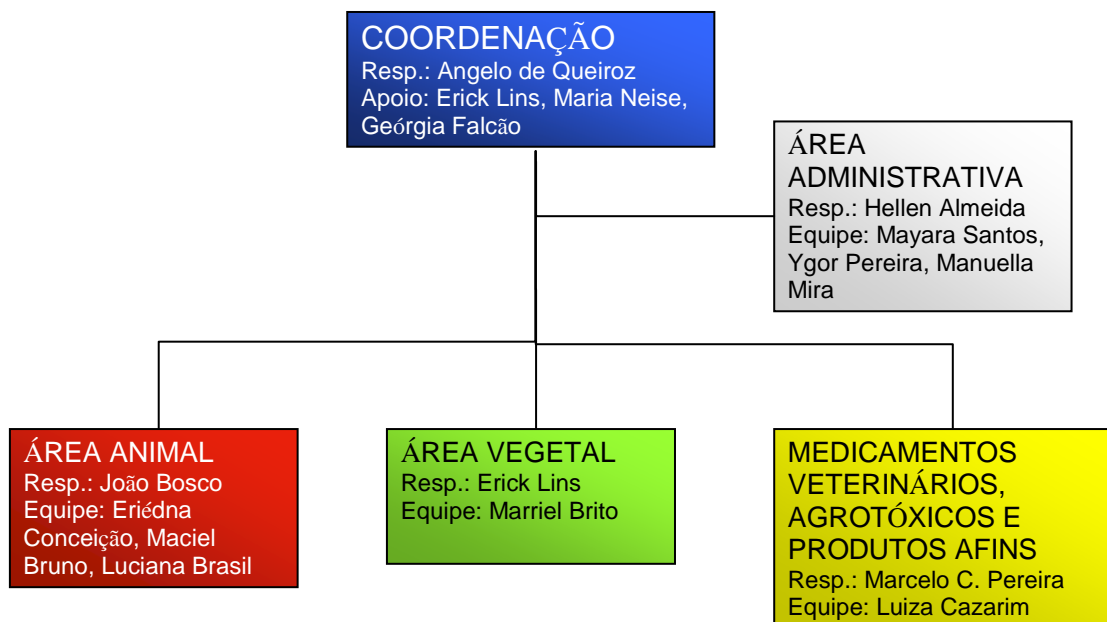 COORDENAÇÃO
Resp.: Angelo de Queiroz
Apoio: Erick Lins, Maria Neise,
Geórgia Falcão
ÁREA
ADMINISTRATIVA
Resp.: Hellen Almeida
Equipe: Mayara Santos,
Ygor Pereira, Manuella
Mira
ÁREA ANIMAL
Resp.: João Bosco
Equipe: Eriédna
Conceição, Maciel
Bruno, Luciana Brasil
ÁREA VEGETAL
Resp.: Erick Lins
Equipe: Marriel Brito
MEDICAMENTOS
VETERINÁRIOS,
AGROTÓXICOS E
PRODUTOS AFINS
Resp.: Marcelo C. Pereira
Equipe: Luiza Cazarim